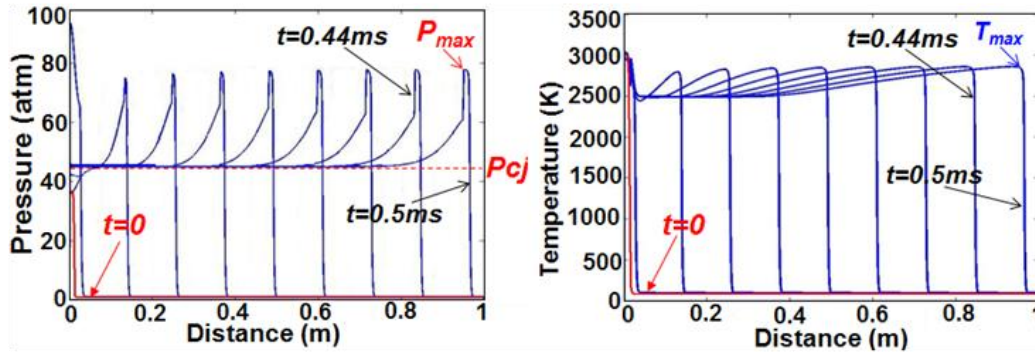 Pressure (atm)
100
80
60
40
20
0
t=0.44ms
Pmax
Pcj
t=0.5ms
t=0
0 0.2 0.4 0.6 0.8 1
Distance (m)
Temperature (K)
3500
3000
2500
2000
1500
1000
500
0
t=0.44ms
Tmax
t=0.5ms
t=0
0 0.2 0.4 0.6 0.8 1
Distance (m)